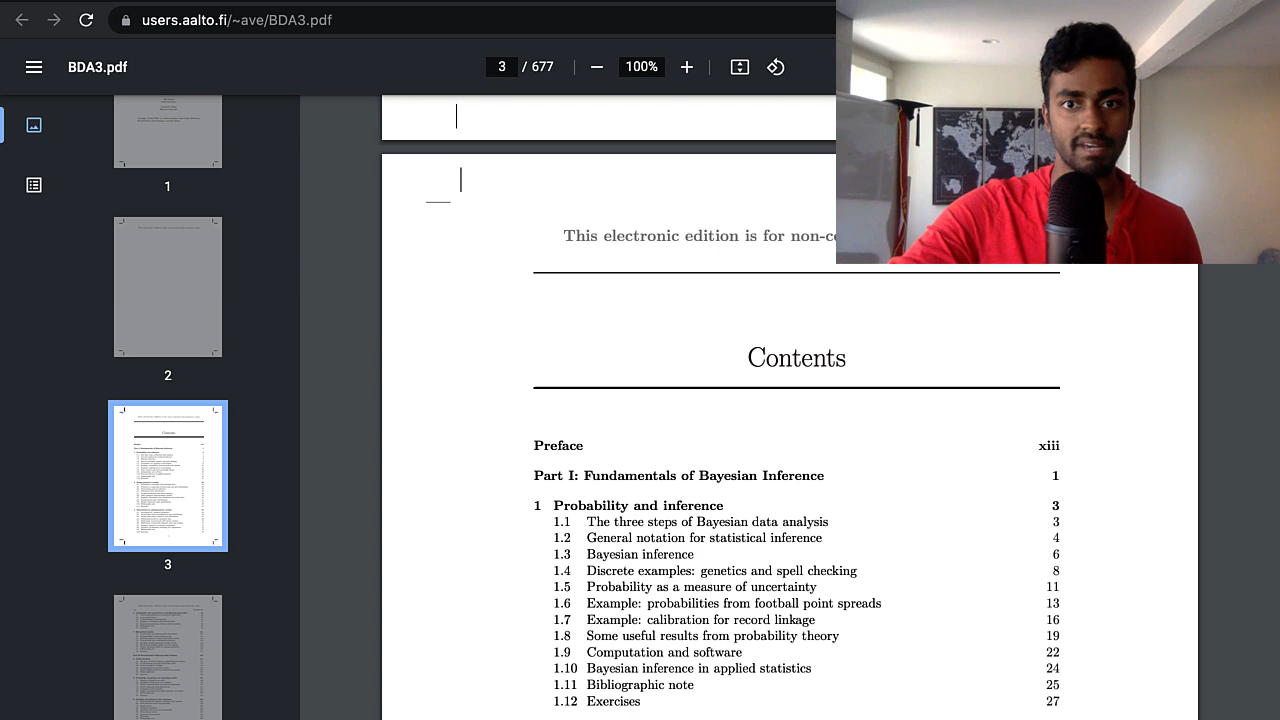 users.aalto.fi/~ave/BDA3.pdf
BDA3.pdf
3 / 677
100%
1
2
3
This electronic edition is for
Contents
Preface xiii
Part I: Fundamentals of Bayesian Inference 1
1 Probability and inference 3
1.1 The three steps of Bayesian data analysis 3
1.2 General notation for statistical inference 4
1.3 Bayesian inference 6
1.4 Discrete examples: genetics and spell checking 8
1.5 Probability as a measure of uncertainty 11
1.6 Example: probabilities from football point spreads 13
1.7 Example: calibration for record linkage 16
1.8 Some useful results from probability theory 19
1.9 Computation and software 22
1.10 Bayesian inference in applied statistics 24
1.11 Bibliographic note 25
1.12 Exercises 27